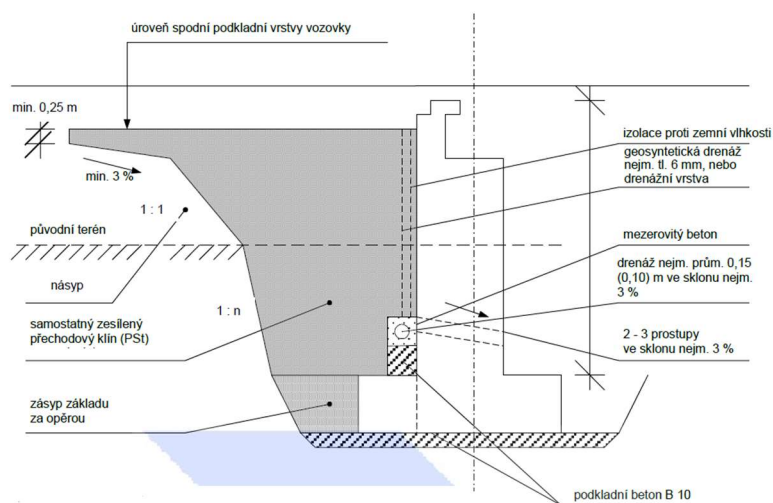 úroveň spodní podkladní vrstvy vozovky
min. 0,25 m
min. 3 %
1 : 1
původní terén
násyp
1 : n
samostatný zesílený
přechodový klín (PSt)
zásyp základu
za opěrou
izolace proti zemní vlhkosti
geosyntetická drenáž
nejm. tl. 6 mm, nebo
drenážní vrstva
mezerovitý beton
drenáž nejm. prům. 0,15
(0,10) m ve sklonu nejm.
3 %
2 - 3 prostupy
ve sklonu nejm. 3 %
podkladní beton B 10